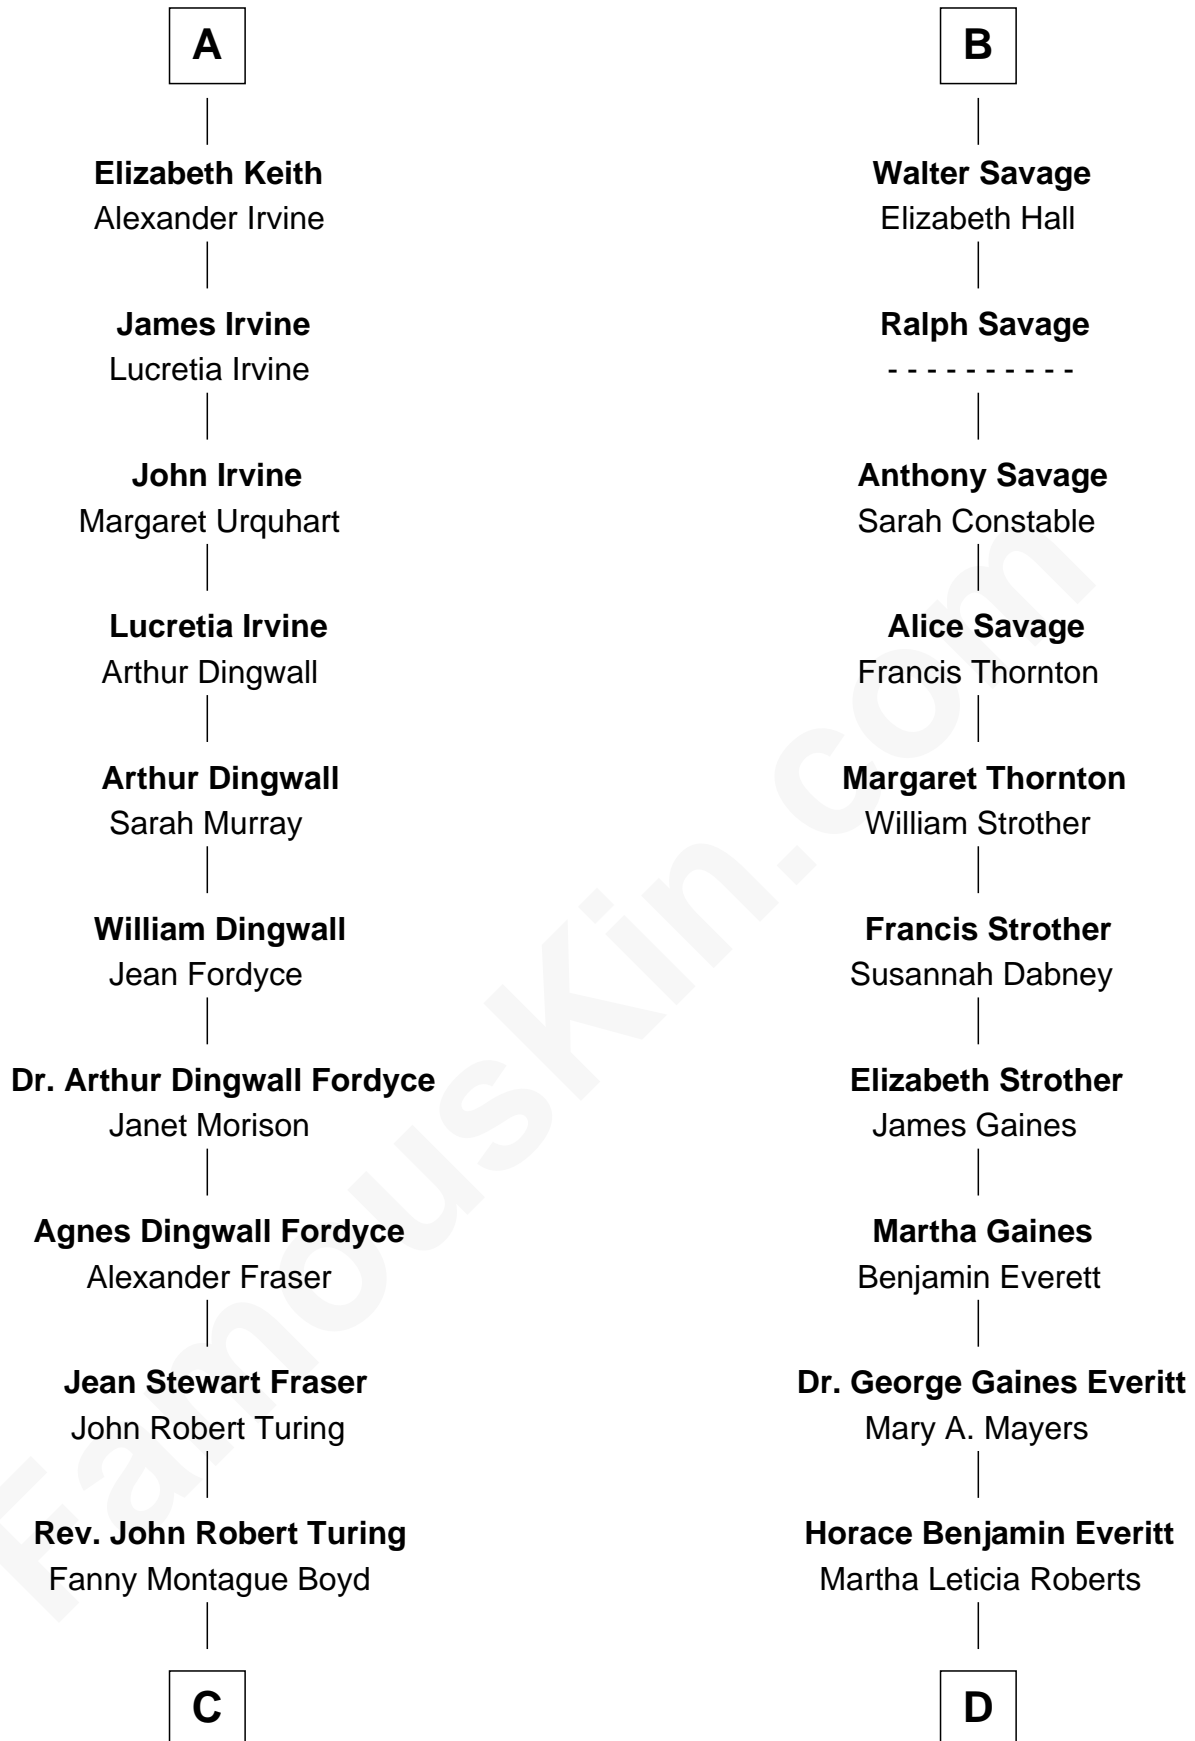 A
Elizabeth Keith
Alexander Irvine
James Irvine
Lucretia Irvine
John Irvine
Margaret Urquhart
Lucretia Irvine
Arthur Dingwall
Arthur Dingwall
Sarah Murray
William Dingwall
Jean Fordyce
Dr. Arthur Dingwall Fordyce
Janet Morison
Agnes Dingwall Fordyce
Alexander Fraser
Jean Stewart Fraser
John Robert Turing
Rev. John Robert Turing
Fanny Montague Boyd
C
B
Walter Savage
Elizabeth Hall
Ralph Savage
- - - - - - - - - -
Anthony Savage
Sarah Constable
Alice Savage
Francis Thornton
Margaret Thornton
William Strother
Francis Strother
Susannah Dabney
Elizabeth Strother
James Gaines
Martha Gaines
Benjamin Everett
Dr. George Gaines Everitt
Mary A. Mayers
Horace Benjamin Everitt
Martha Leticia Roberts
D
FamousKin.com